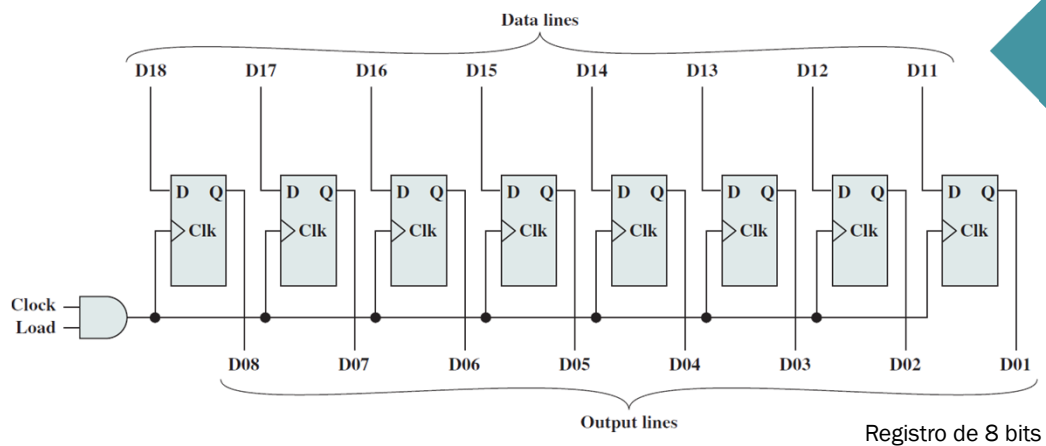 Data lines
D18 D17 D16 D15 D14 D13 D12 D11
D Q D Q D Q D Q D Q D Q D Q D Q
Clk Clk Clk Clk Clk Clk Clk Clk
Clock
Load
D08 D07 D06 D05 D04 D03 D02 D01
Output lines
Registro de 8 bits